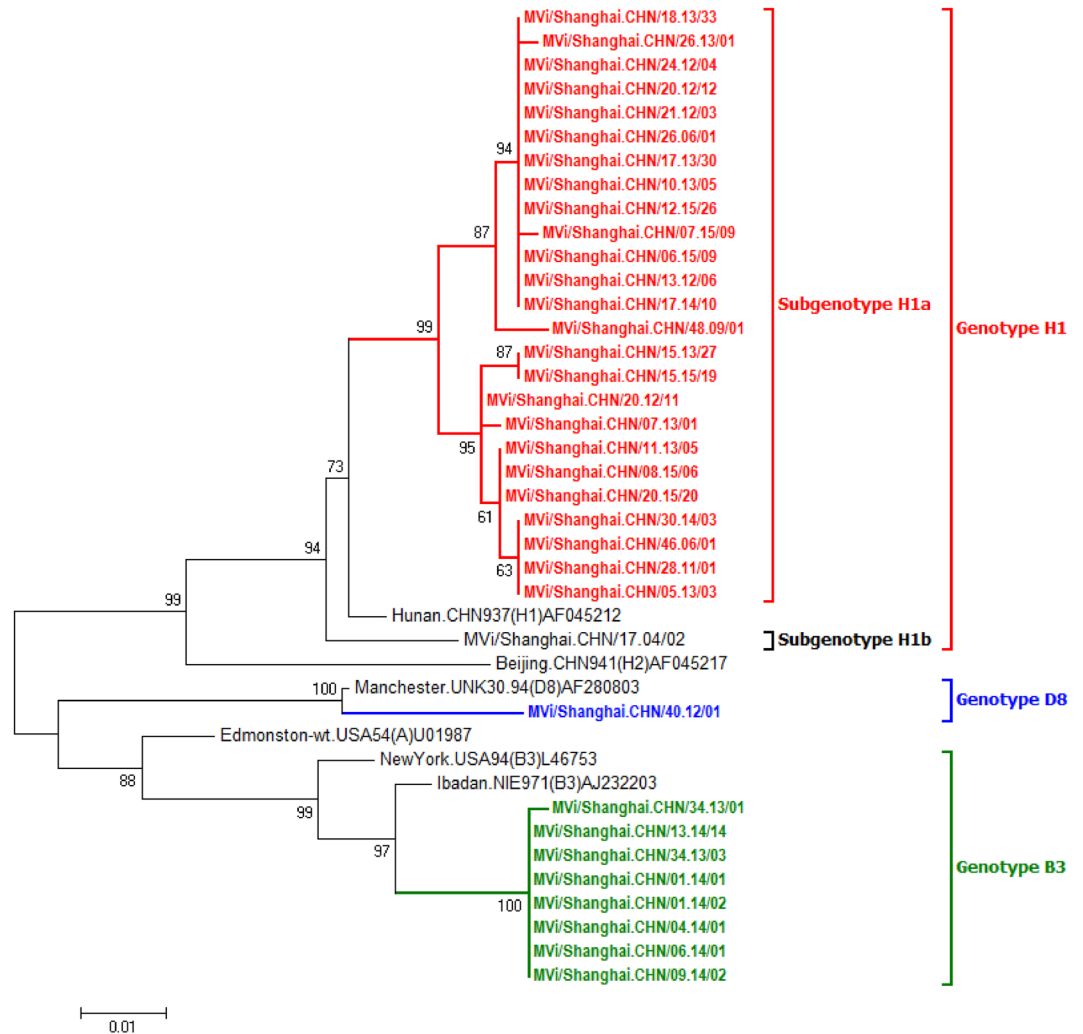 MVi/Shanghai.CHN/18.13/33
MVi/Shanghai.CHN/26.13/01
MVi/Shanghai.CHN/24.12/04
MVi/Shanghai.CHN/20.12/12
MVi/Shanghai.CHN/21.12/03
MVi/Shanghai.CHN/26.06/01
94
MVi/Shanghai.CHN/17.13/30
MVi/Shanghai.CHN/10.13/05
MVi/Shanghai.CHN/12.15/26
87
MVi/Shanghai.CHN/07.15/09
MVi/Shanghai.CHN/06.15/09
MVi/Shanghai.CHN/13.12/06
MVi/Shanghai.CHN/17.14/10
Subgenotype H1a
99
MVi/Shanghai.CHN/48.09/01
Genotype H1
87
MVi/Shanghai.CHN/15.13/27
MVi/Shanghai.CHN/15.15/19
MVi/Shanghai.CHN/20.12/11
MVi/Shanghai.CHN/07.13/01
95
MVi/Shanghai.CHN/11.13/05
73
MVi/Shanghai.CHN/08.15/06
MVi/Shanghai.CHN/20.15/20
61
MVi/Shanghai.CHN/30.14/03
94
MVi/Shanghai.CHN/46.06/01
63
MVi/Shanghai.CHN/28.11/01
MVi/Shanghai.CHN/05.13/03
99
Hunan.CHN937(H1)AF045212
MVi/Shanghai.CHN/17.04/02
Subgenotype H1b
Beijing.CHN941(H2)AF045217
100
Manchester.UNK30.94(D8)AF280803
Genotype D8
MVi/Shanghai.CHN/40.12/01
Edmonston-wt.USA54(A)U01987
88
NewYork.USA94(B3)L46753
Ibadan.NIE971(B3)AJ232203
99
MVi/Shanghai.CHN/34.13/01
MVi/Shanghai.CHN/13.14/14
97
MVi/Shanghai.CHN/34.13/03
Genotype B3
MVi/Shanghai.CHN/01.14/01
100
MVi/Shanghai.CHN/01.14/02
MVi/Shanghai.CHN/04.14/01
MVi/Shanghai.CHN/06.14/01
MVi/Shanghai.CHN/09.14/02
0.01